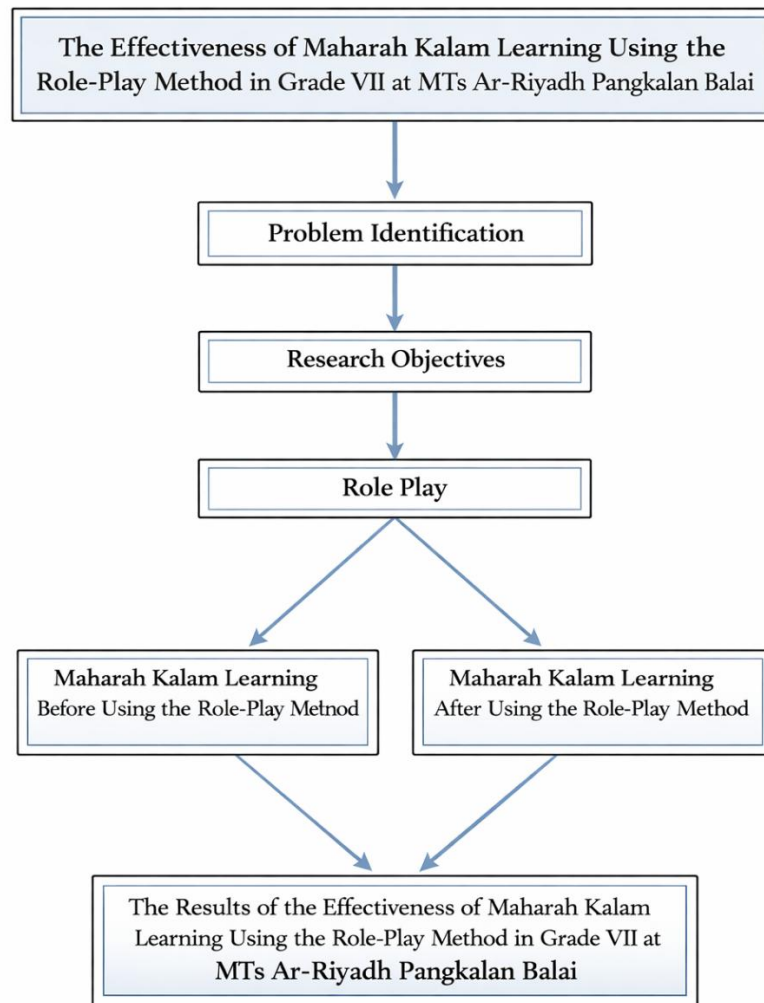 The Effectiveness of Maharah Kalam Learning Using the
Role-Play Method in Grade VII at MTs Ar-Riyadh Pangkalan Balai
Problem Identification
Research Objectives
Role Play
Maharah Kalam Learning
Before Using the Role-Play Metnod
Maharah Kalam Learning
After Using the Role-Play Method
The Results of the Effectiveness of Maharah Kalam
Learning Using the Role-Play Method in Grade VII at
MTs Ar-Riyadh Pangkalan Balai